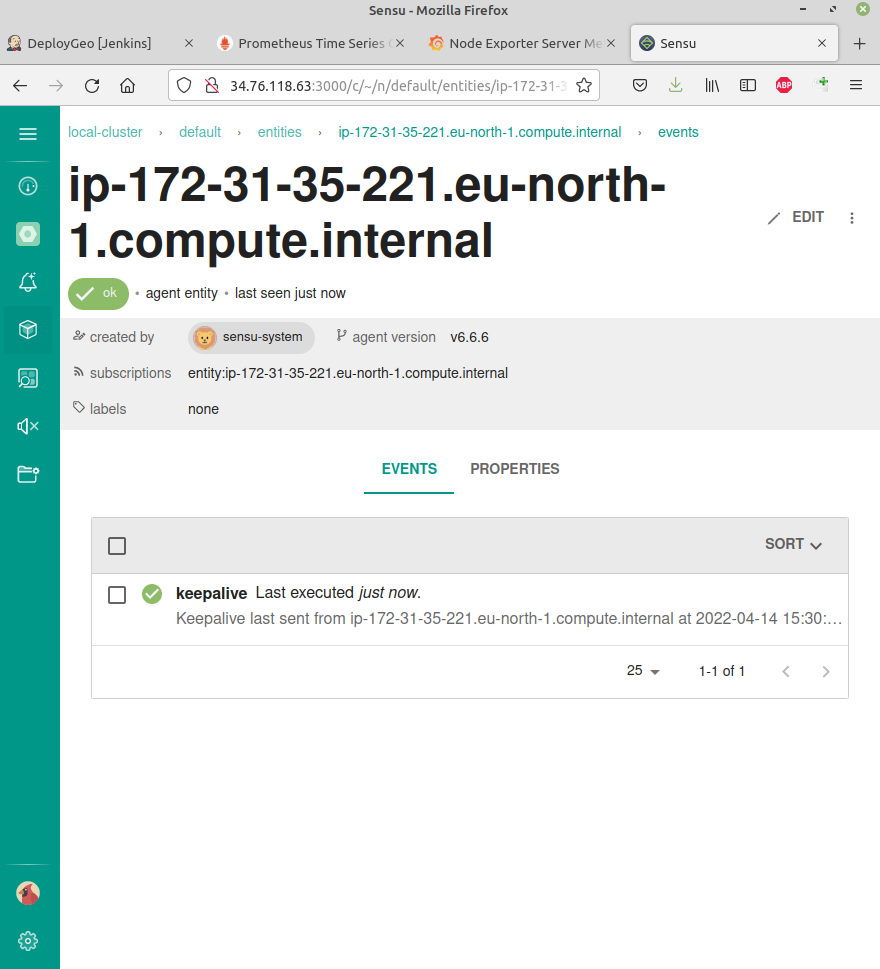 Sensu - Mozilla Firefox
DeployGeo [Jenkins]
Prometheus Time Series
Node Exporter Server Me
Sensu
34.76.118.63:3000/c/~/n/default/entities/ip-172-31-3
ABP
local-cluster › default › entities › ip-172-31-35-221.eu-north-1.compute.internal › events
ip-172-31-35-221.eu-north-
1.compute.internal
EDIT
ok • agent entity • last seen just now
created by sensu-system agent version v6.6.6
subscriptions entity:ip-172-31-35-221.eu-north-1.compute.internal
labels none
EVENTS PROPERTIES
SORT
keepalive Last executed just now.
Keepalive last sent from ip-172-31-35-221.eu-north-1.compute.internal at 2022-04-14 15:30:…
25 1-1 of 1